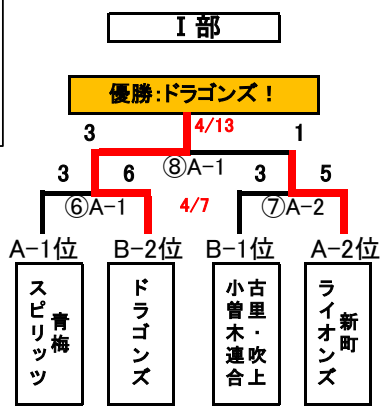 Ⅰ部
優勝:ドラゴンズ！
3 4/13 1
⑧A-1
3 6 3 5
⑥A-1 4/7 ⑦A-2
A-1位 B-2位 B-1位 A-2位
青梅
スピリッツ
ドラゴンズ
古里・吹上
小曽木連合
新町
ライオンズ